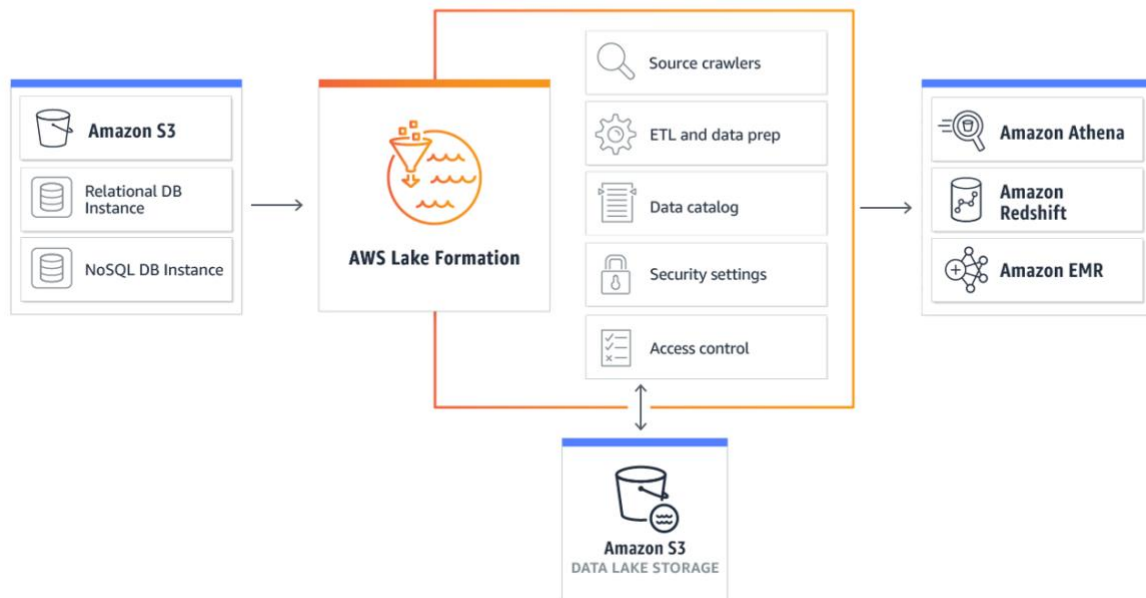 Amazon S3
Relational DB
Instance
NoSQL DB Instance
AWS Lake Formation
Source crawlers
ETL and data prep
Data catalog
Security settings
Access control
Amazon Athena
Amazon
Redshift
Amazon EMR
Amazon S3
DATA LAKE STORAGE